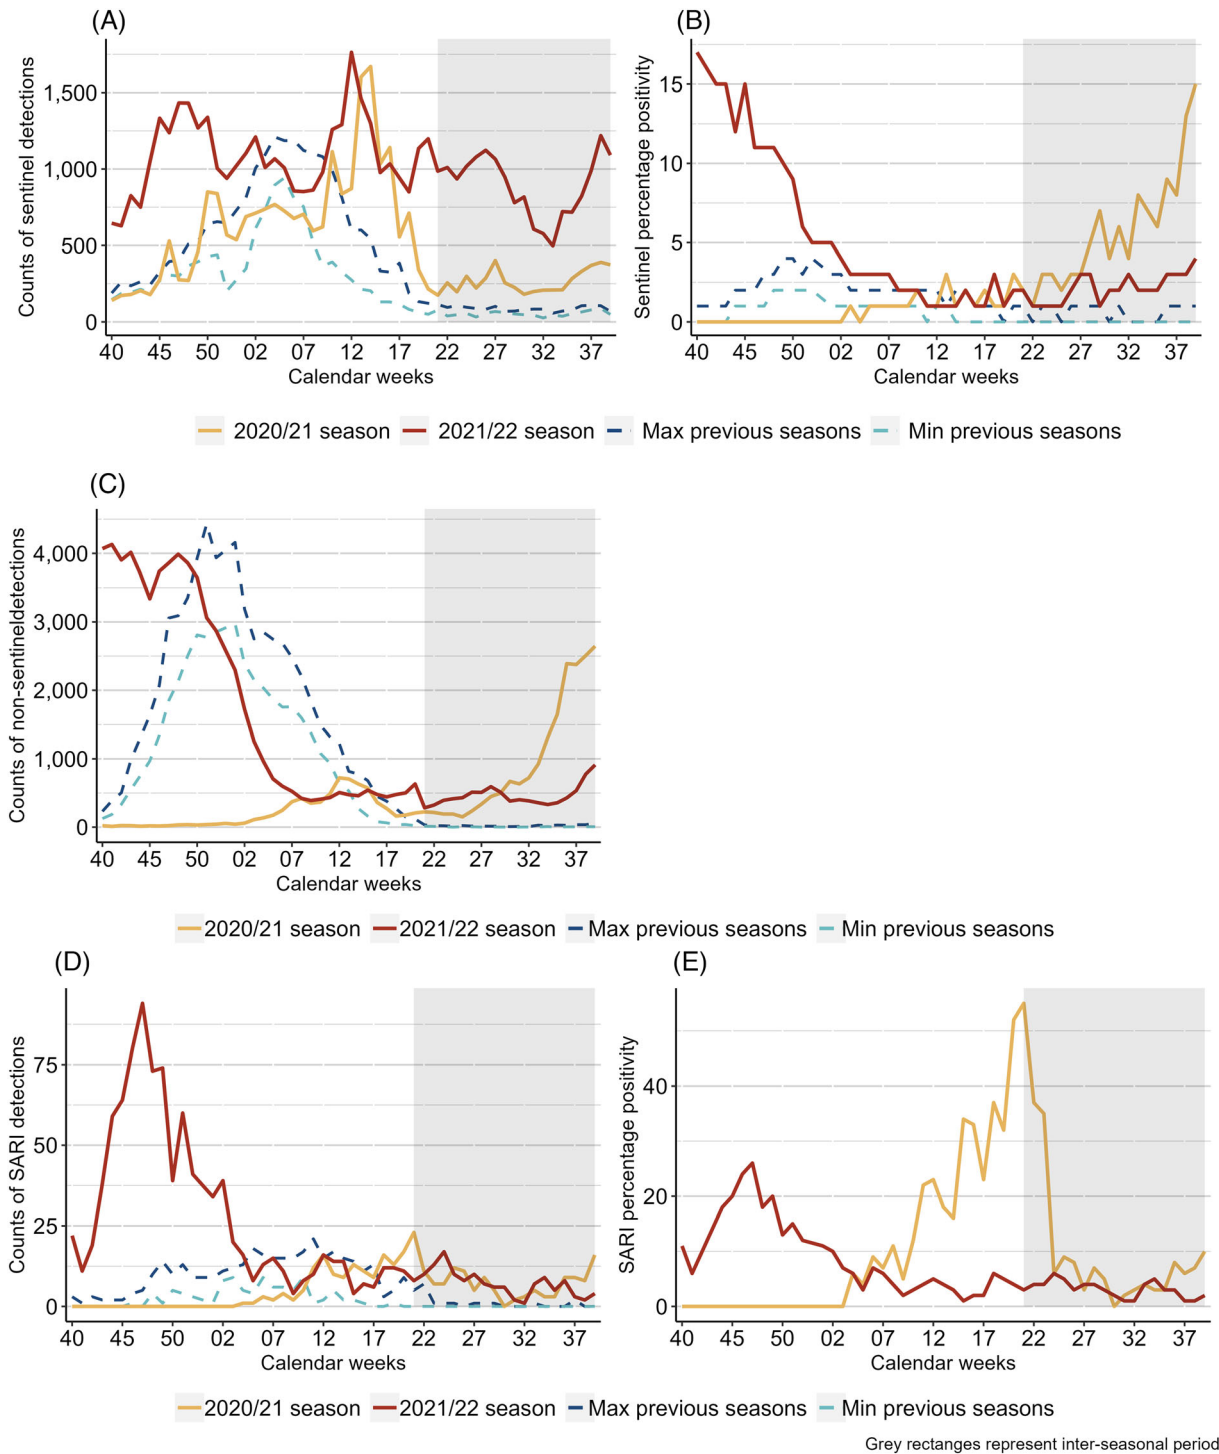 (A)
Counts of sentinel detections
1,500
1,000
500
0
40 45 50 02 07 12 17 22 27 32 37
Calendar weeks
(B)
Sentinel percentage positivity
15
10
5
0
40 45 50 02 07 12 17 22 27 32 37
Calendar weeks
2020/21 season 2021/22 season Max previous seasons Min previous seasons
(C)
Counts of non-sentineldetections
4,000
3,000
2,000
1,000
0
40 45 50 02 07 12 17 22 27 32 37
Calendar weeks
2020/21 season 2021/22 season Max previous seasons Min previous seasons
(D)
Counts of SARI detections
75
50
25
0
40 45 50 02 07 12 17 22 27 32 37
Calendar weeks
(E)
SARI percentage positivity
40
20
0
40 45 50 02 07 12 17 22 27 32 37
Calendar weeks
2020/21 season 2021/22 season Max previous seasons Min previous seasons
Grey rectanges represent inter-seasonal period